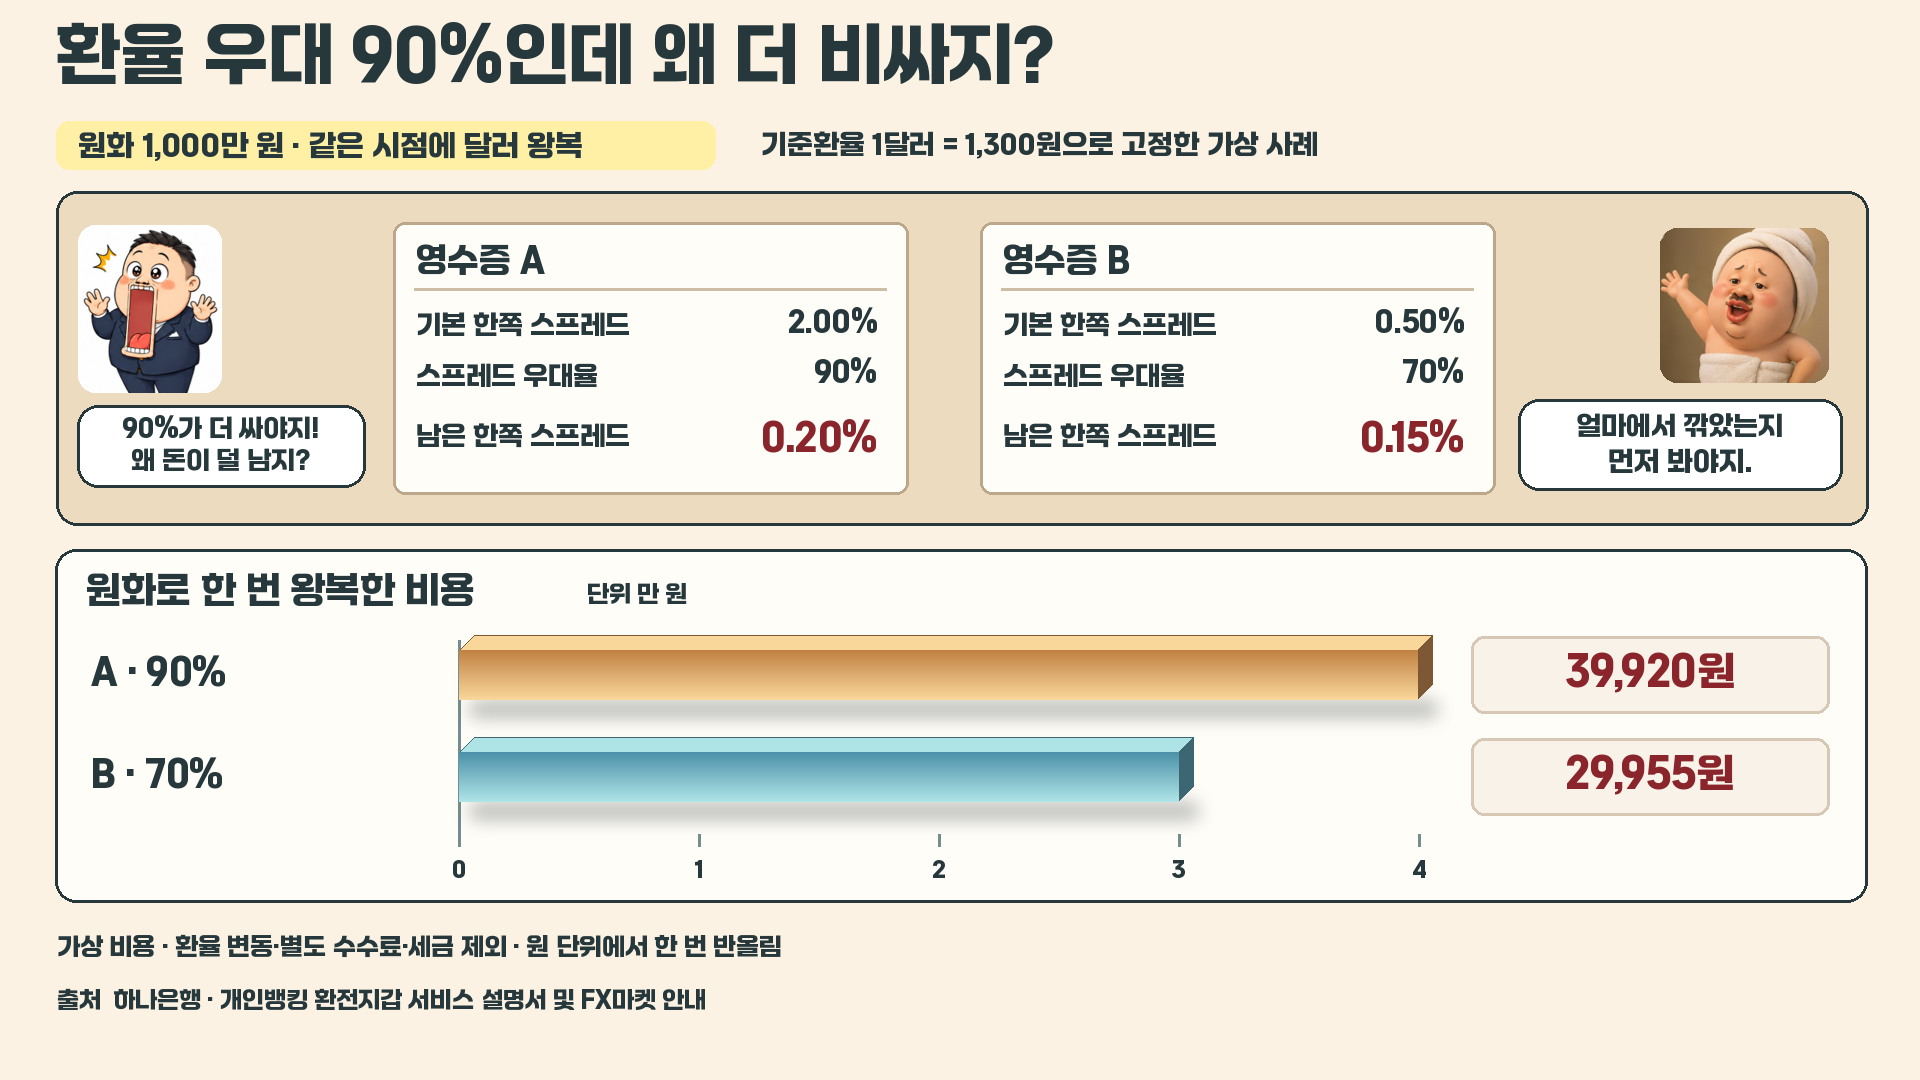 환율 우대 90%인데 왜 더 비싸지?
원화 1,000만 원 · 같은 시점에 달러 왕복
기준환율 1달러 = 1,300원으로 고정한 가상 사례
90%가 더 싸야지!
왜 돈이 덜 남지?
영수증 A
기본 한쪽 스프레드 2.00%
스프레드 우대율 90%
남은 한쪽 스프레드 0.20%
영수증 B
기본 한쪽 스프레드 0.50%
스프레드 우대율 70%
남은 한쪽 스프레드 0.15%
얼마에서 깎았는지
먼저 봐야지.
원화로 한 번 왕복한 비용
단위 만 원
A · 90% 39,920원
B · 70% 29,955원
0 1 2 3 4
가상 비용 · 환율 변동·별도 수수료·세금 제외 · 원 단위에서 한 번 반올림
출처 하나은행 · 개인뱅킹 환전지갑 서비스 설명서 및 FX마켓 안내